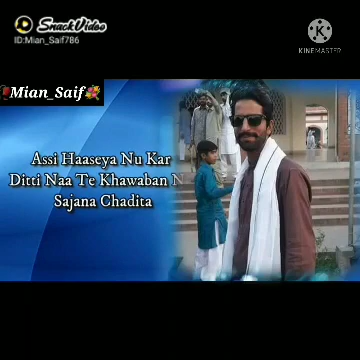 SnackVideo
ID:Mian_Saif786
KINEMASTER
Mian_Saif
Assi Haaseya Nu Kar
Ditti Naa Te Khawaban N
Sajana Chadita